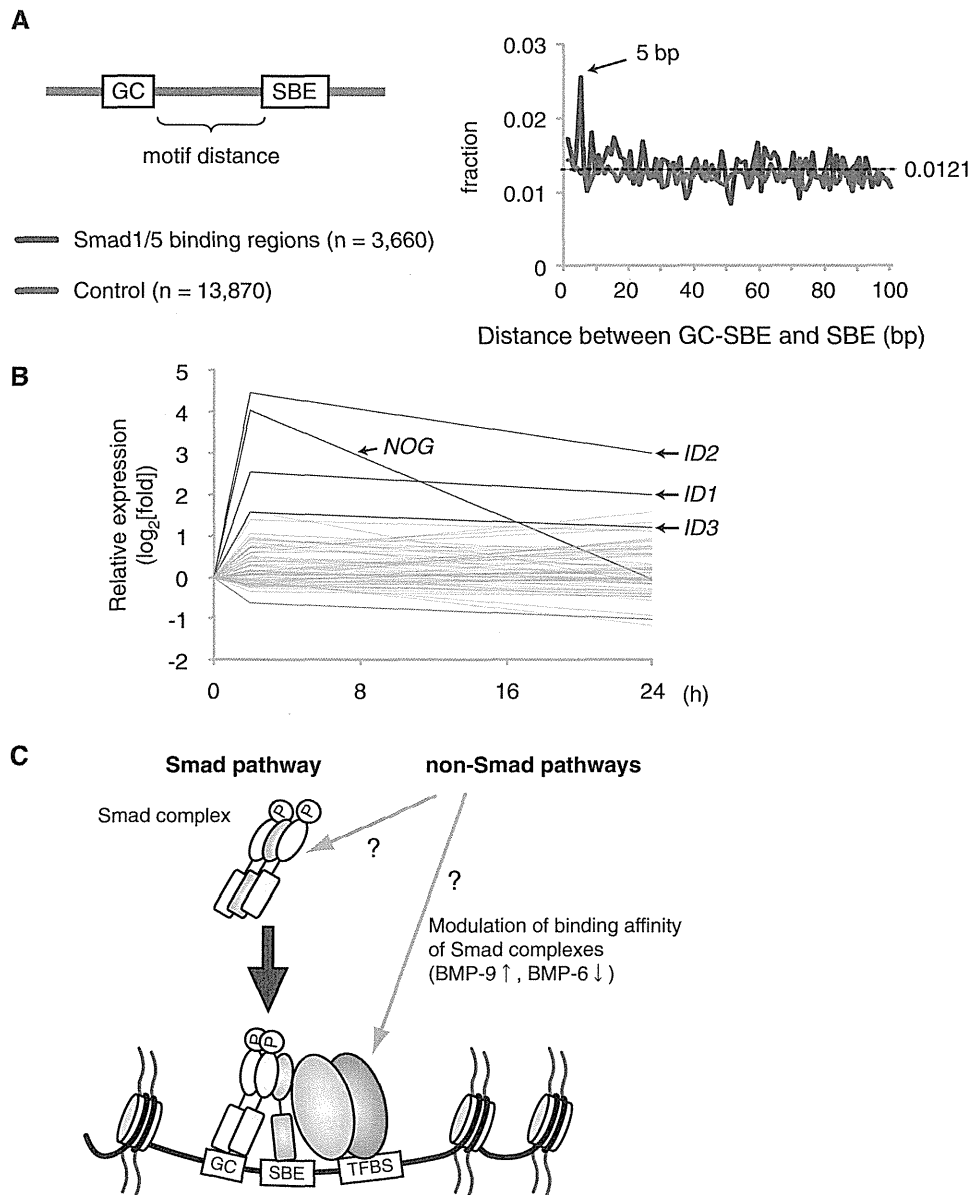 A
GC
SBE
motif distance
Smad1/5 binding regions (n = 3,660)
Control (n = 13,870)
fraction
0.03
0.02
0.01
0
5 bp
0.0121
0 20 40 60 80 100
Distance between GC-SBE and SBE (bp)
B
Relative expression
(log2[fold])
5
4
3
2
1
0
-1
-2
NOG
ID2
ID1
ID3
0 8 16 24 (h)
C
Smad pathway
non-Smad pathways
Smad complex
P P
?
?
Modulation of binding affinity
of Smad complexes
(BMP-9 ↑, BMP-6 ↓)
P P
GC
SBE
TFBS